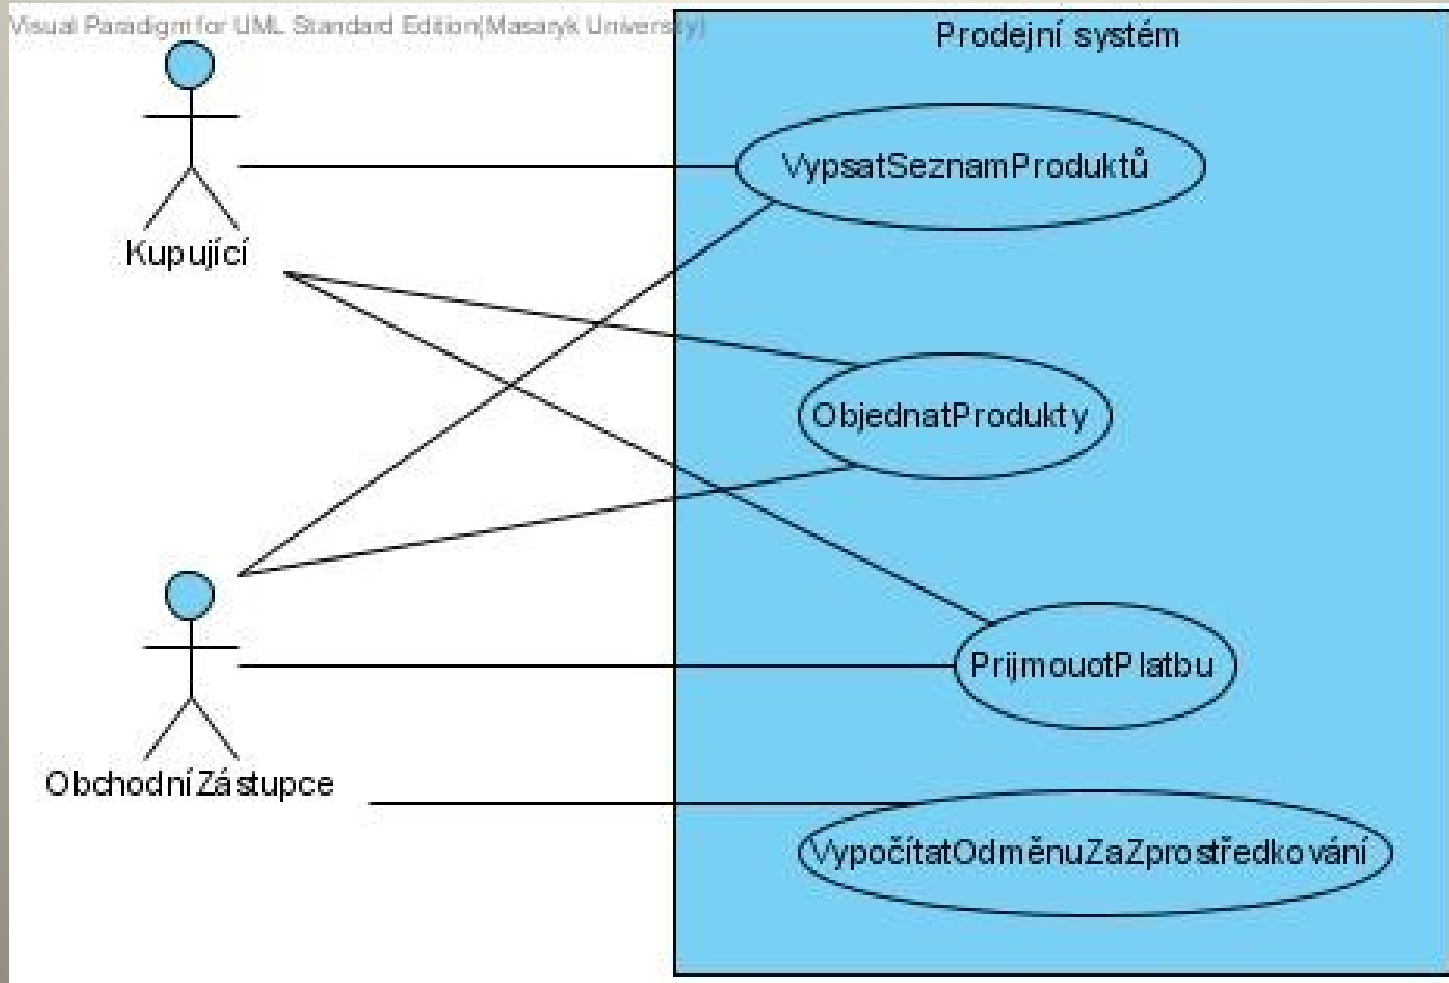 Visual Paradigm for UML Standard Edition(Masaryk University)
Prodejní systém
VypsatSeznamProduktů
Kupující
ObjednatProdukty
PrijmouotPlatbu
ObchodníZástupce
VypočítatOdměnuZaZprostředkování